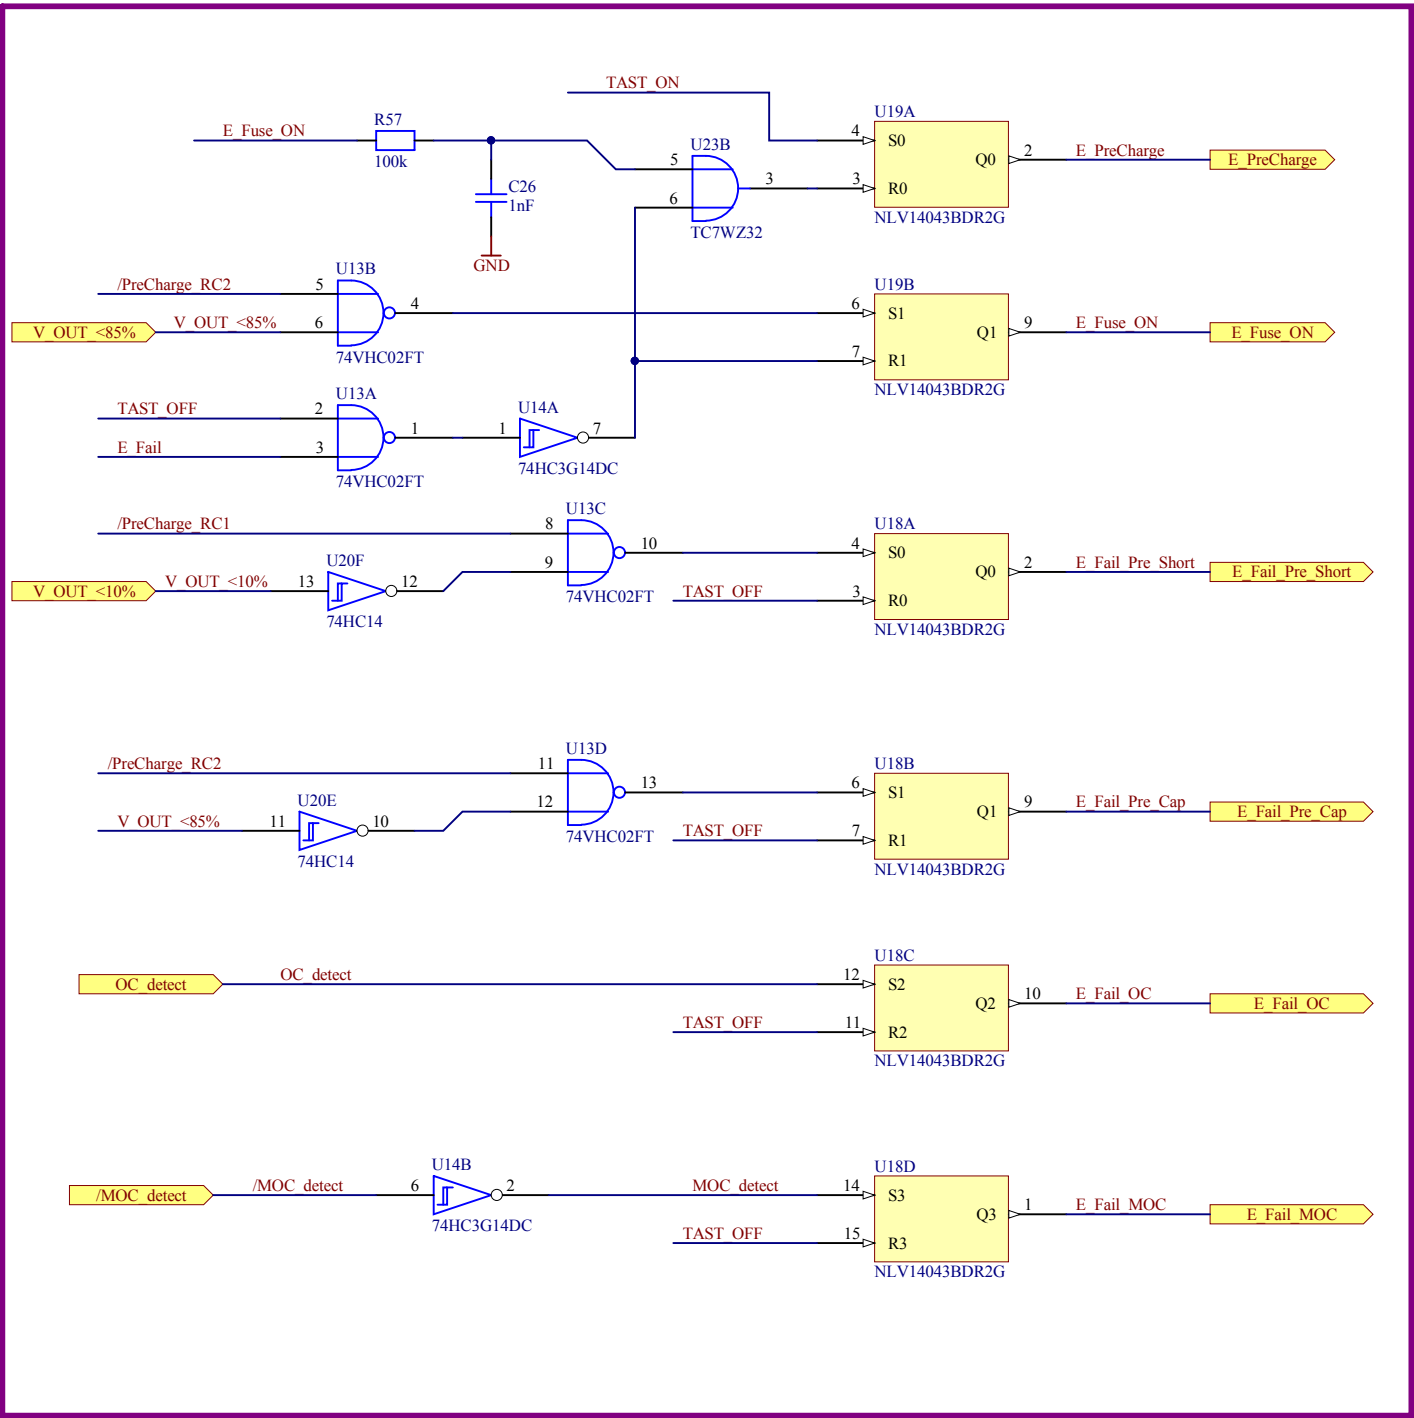 TAST_ON
U19A
R57
E_Fuse_ON
100k
4
S0
U23B
Q0
2
E_PreCharge
E_PreCharge
5
3
3
R0
C26
1nF
6
NLV14043BDR2G
TC7WZ32
GND
U13B
/PreCharge_RC2
5
U19B
4
6
S1
V_OUT_<85%
V_OUT_<85%
6
Q1
9
E_Fuse_ON
E_Fuse_ON
74VHC02FT
7
R1
NLV14043BDR2G
U13A
TAST_OFF
2
U14A
1
1
7
E_Fail
3
74HC3G14DC
74VHC02FT
U13C
/PreCharge_RC1
8
U18A
10
4
S0
U20F
9
Q0
2
E_Fail_Pre_Short
E_Fail_Pre_Short
V_OUT_<10%
V_OUT_<10%
13
12
74VHC02FT
TAST_OFF
3
R0
74HC14
NLV14043BDR2G
U13D
/PreCharge_RC2
11
U18B
13
6
S1
U20E
12
Q1
9
E_Fail_Pre_Cap
E_Fail_Pre_Cap
V_OUT_<85%
11
10
74VHC02FT
TAST_OFF
7
R1
74HC14
NLV14043BDR2G
U18C
OC_detect
OC_detect
12
S2
Q2
10
E_Fail_OC
E_Fail_OC
TAST_OFF
11
R2
NLV14043BDR2G
U14B
U18D
/MOC_detect
/MOC_detect
6
2
MOC_detect
14
S3
Q3
1
E_Fail_MOC
E_Fail_MOC
74HC3G14DC
TAST_OFF
15
R3
NLV14043BDR2G